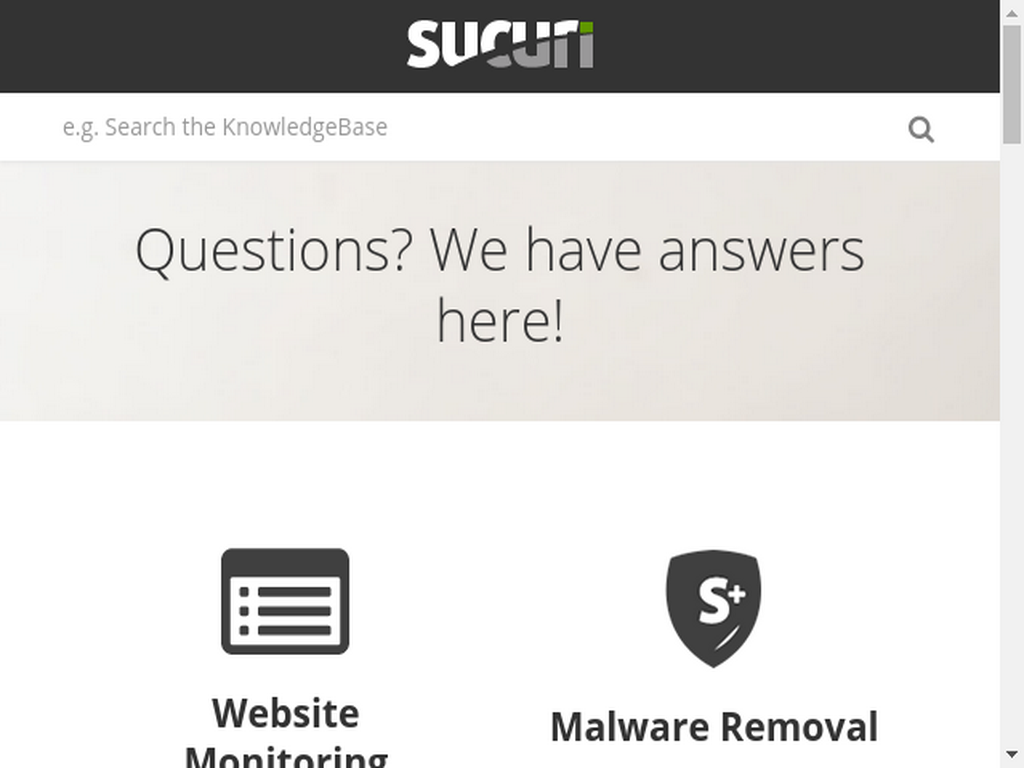 sucuri
e.g. Search the KnowledgeBase
Questions? We have answers
here!
S+
Website
Malware Removal
Monitoring